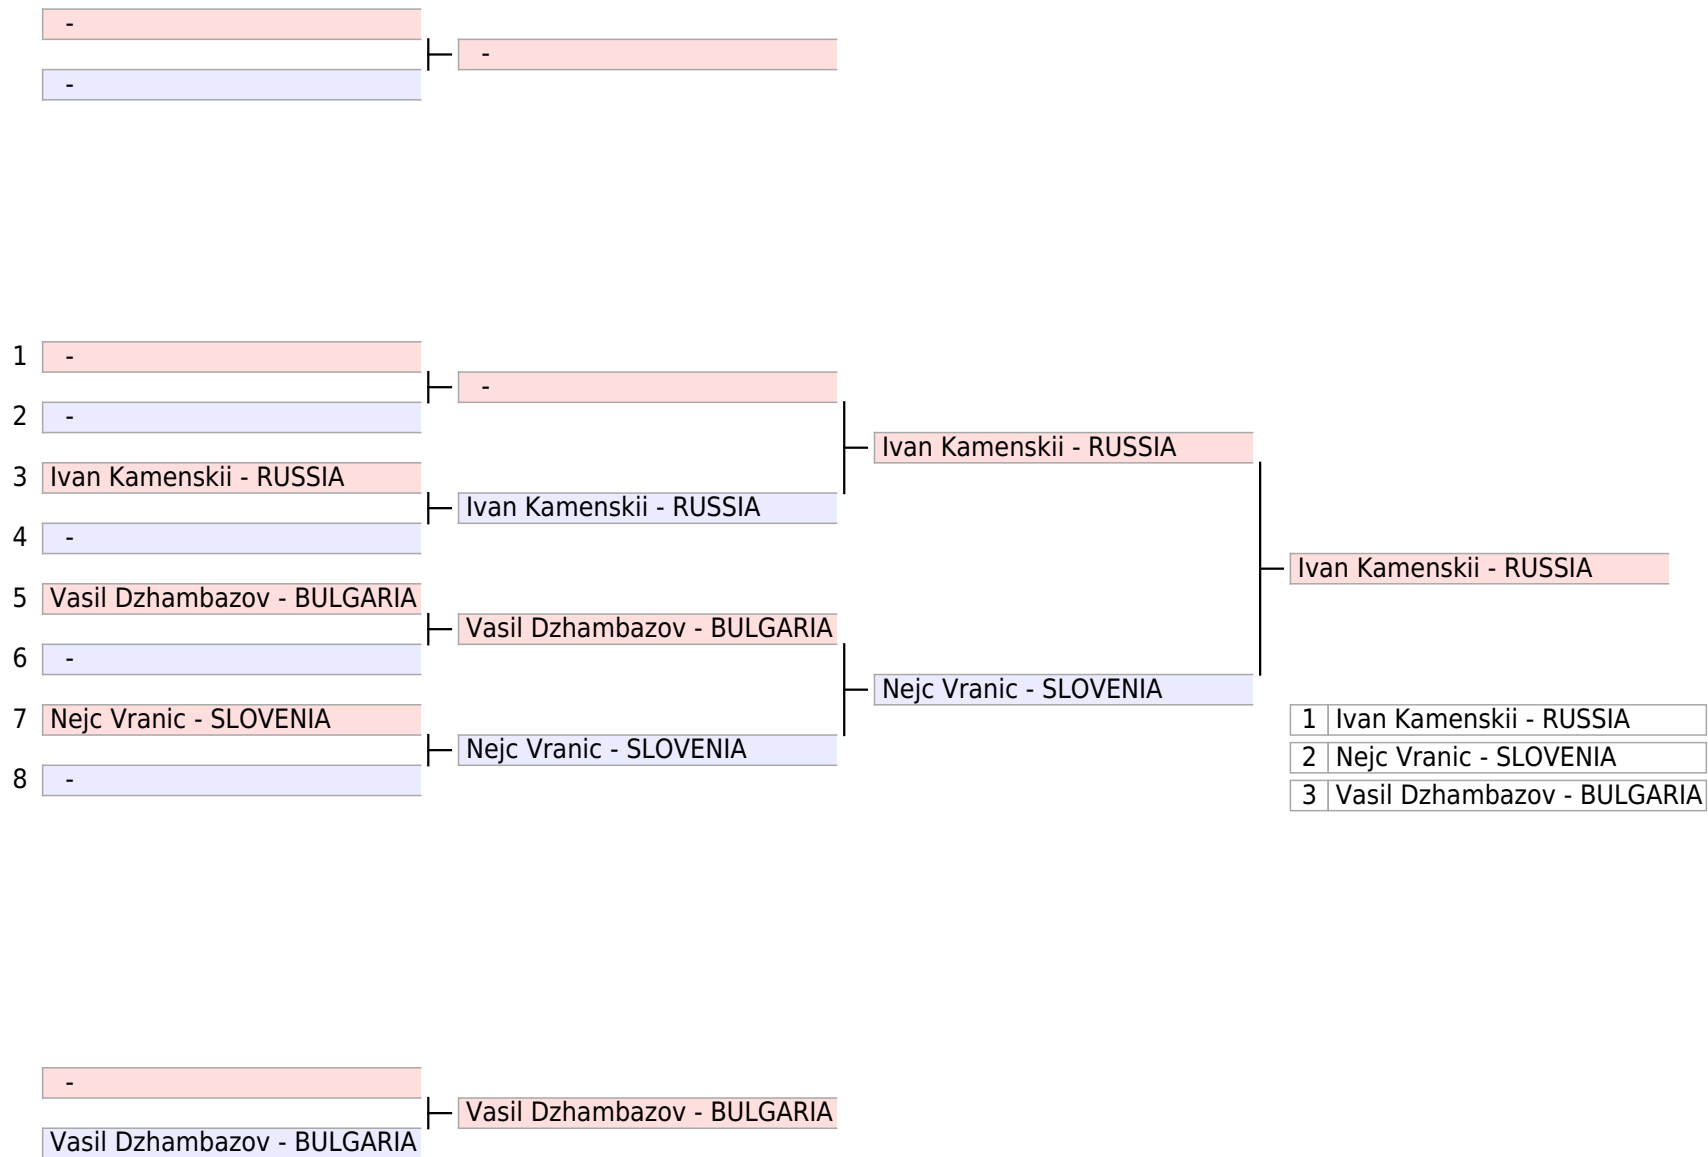 -
-
-
1 -
-
2 -
Ivan Kamenskii - RUSSIA
3 Ivan Kamenskii - RUSSIA
Ivan Kamenskii - RUSSIA
4 -
Ivan Kamenskii - RUSSIA
5 Vasil Dzhambazov - BULGARIA
Vasil Dzhambazov - BULGARIA
6 -
Nejc Vranic - SLOVENIA
7 Nejc Vranic - SLOVENIA
1 Ivan Kamenskii - RUSSIA
Nejc Vranic - SLOVENIA
2 Nejc Vranic - SLOVENIA
8 -
3 Vasil Dzhambazov - BULGARIA
-
Vasil Dzhambazov - BULGARIA
Vasil Dzhambazov - BULGARIA